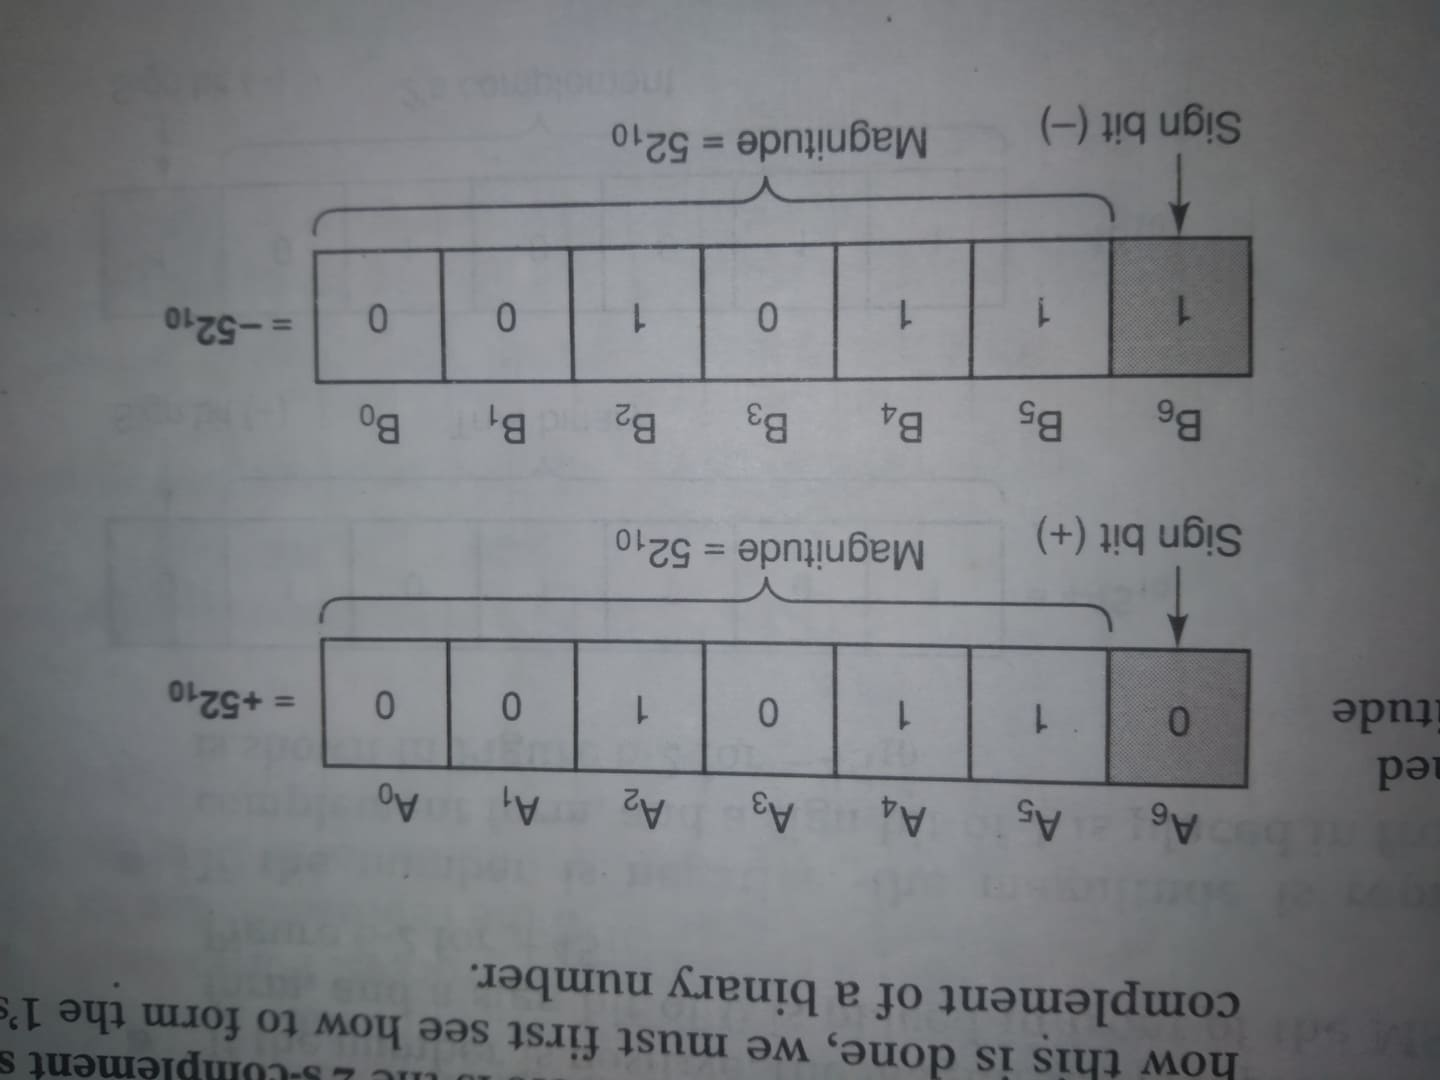 2's-complement s
how this is done, we must first see how to form the 1's
complement of a binary number.
ned
itude
A6 A5 A4 A3 A2 A1 A0
0 1 1 0 1 0 0 = +52₁₀
Sign bit (+) Magnitude = 52₁₀
B6 B5 B4 B3 B2 B1 B0
1 1 1 0 1 0 0 = −52₁₀
Sign bit (−) Magnitude = 52₁₀